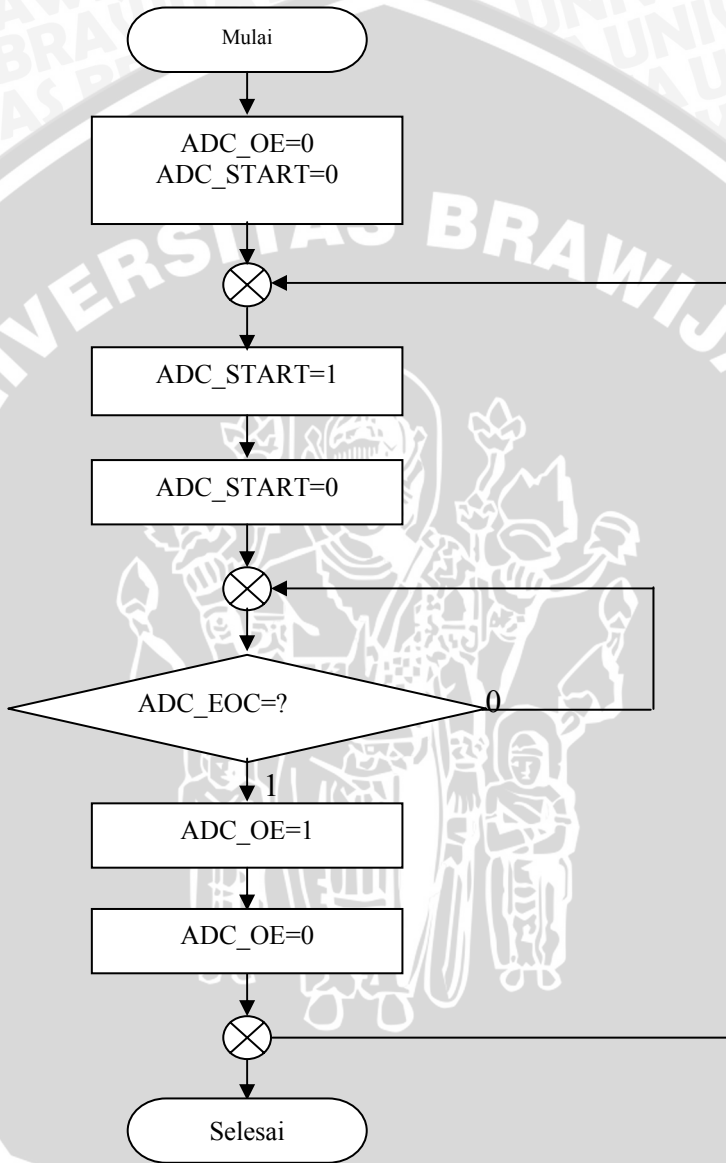 Mulai
ADC_OE=0
ADC_START=0
ADC_START=1
ADC_START=0
ADC_EOC=?
0
1
ADC_OE=1
ADC_OE=0
Selesai